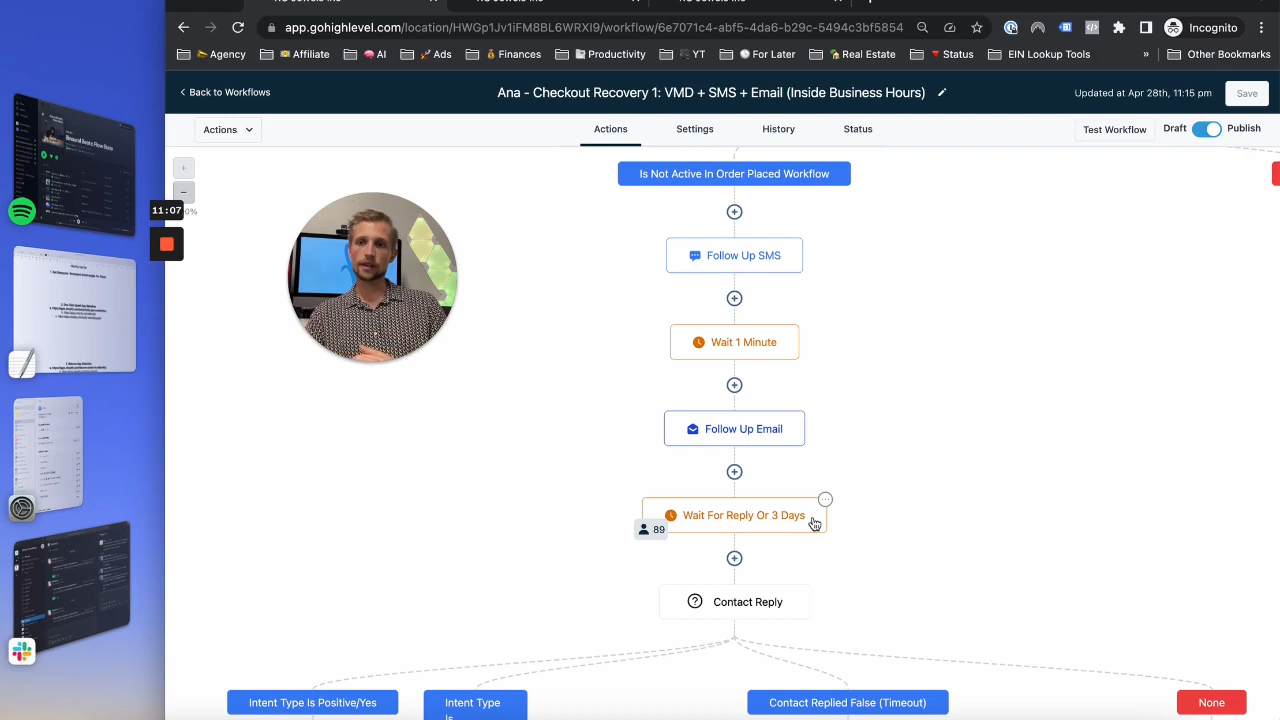 app.gohighlevel.com/location/HWGp1Jv1iFM8BL6WRXI9/workflow/6e7071c4-abf5-4da6-b29c-5494c3bf5854
Incognito
Agency
Affiliate
AI
Ads
Finances
Productivity
YT
For Later
Real Estate
Status
EIN Lookup Tools
»
Other Bookmarks
Back to Workflows
Ana - Checkout Recovery 1: VMD + SMS + Email (Inside Business Hours)
Updated at Apr 28th, 11:15 pm
Save
Actions
Actions
Settings
History
Status
Test Workflow
Draft
Publish
Is Not Active In Order Placed Workflow
11:07
Follow Up SMS
Wait 1 Minute
Follow Up Email
Wait For Reply Or 3 Days
89
Contact Reply
Intent Type Is Positive/Yes
Intent Type
Is
Contact Replied False (Timeout)
None